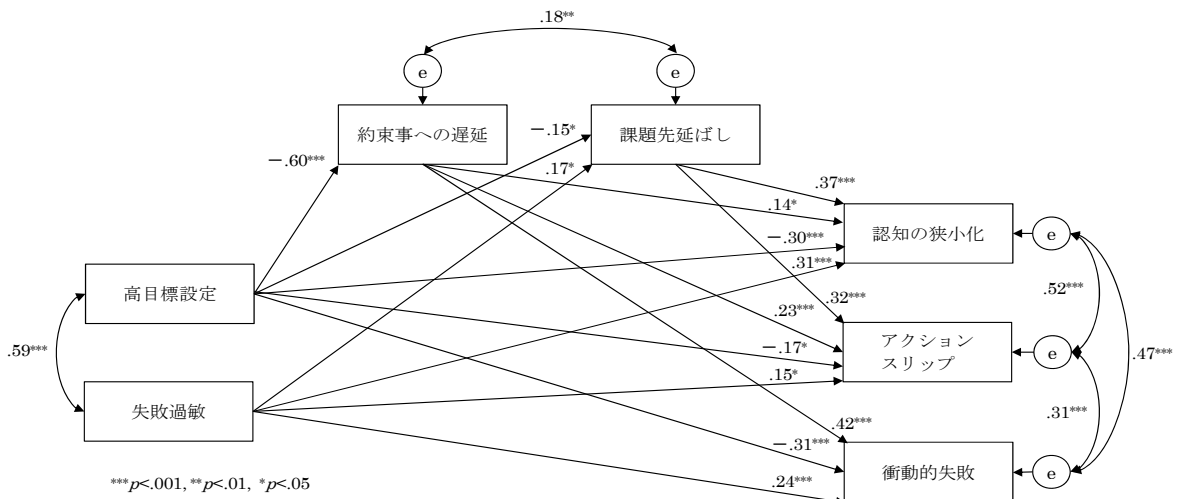 .18**
e
e
約束事への遅延
課題先延ばし
−.15*
−.60***
.17*
.37***
.14*
認知の狭小化
e
−.30***
.31***
高目標設定
.52***
.32***
.23***
アクション
スリップ
e
.59***
−.17*
.47***
.15*
失敗過敏
.31***
.42***
−.31***
衝動的失敗
e
.24***
***p<.001, **p<.01, *p<.05